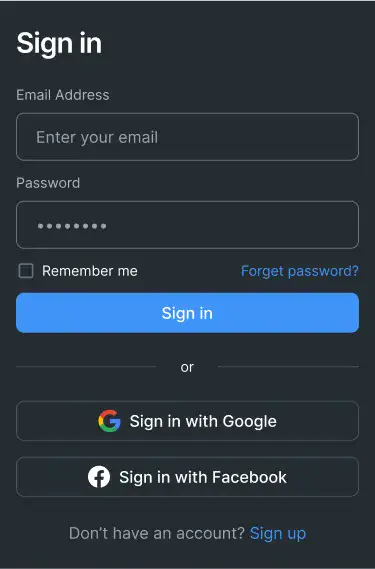 Sign in
Email Address
Enter your email
Password
••••••••
Remember me Forget password?
Sign in
or
Sign in with Google
Sign in with Facebook
Don’t have an account? Sign up